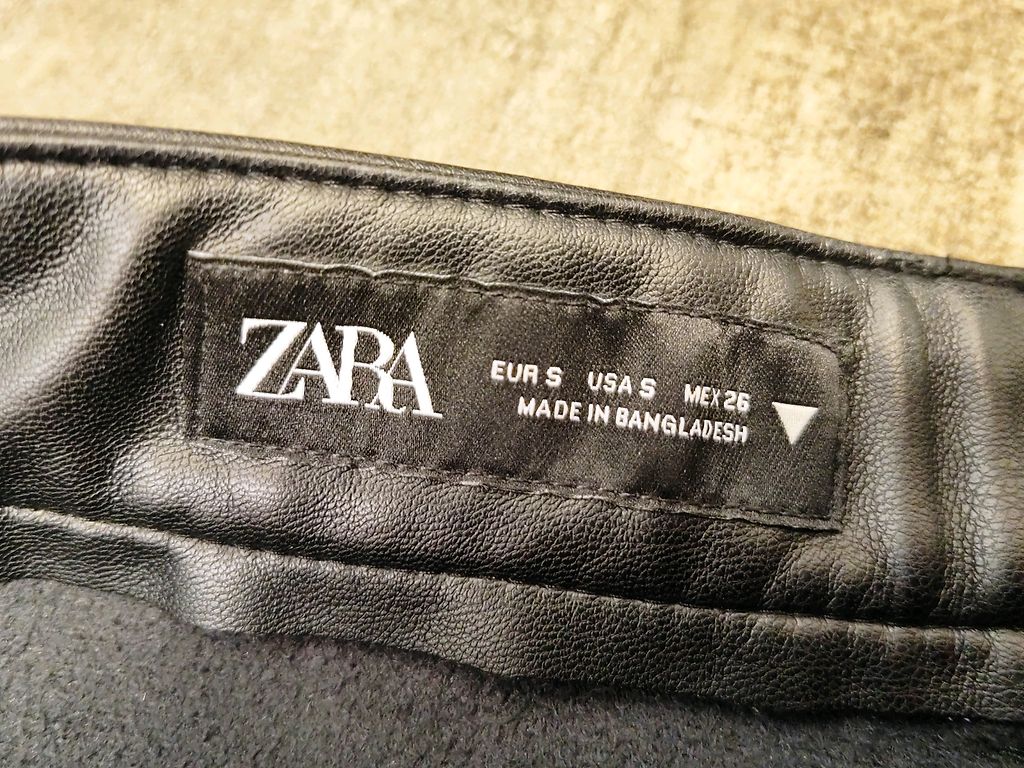 ZARA
EUR S USA S MEX 26
MADE IN BANGLADESH